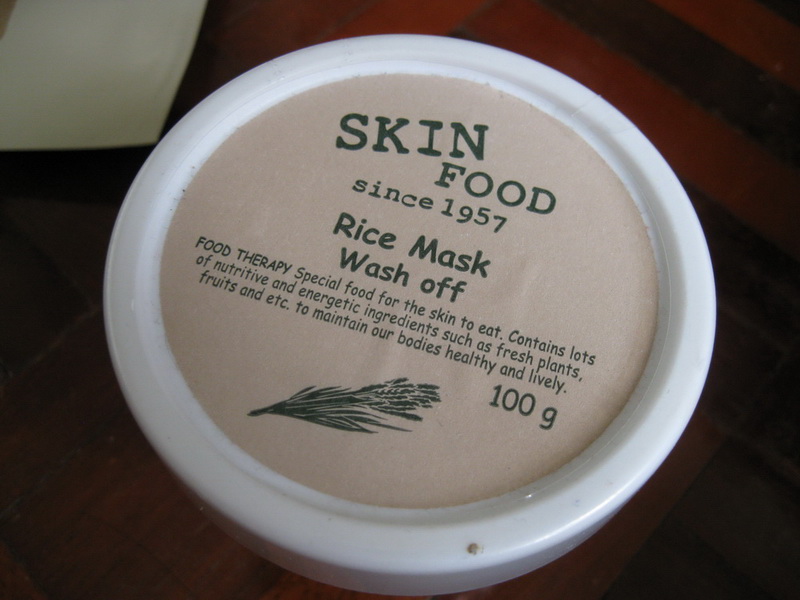 SKIN
FOOD
since 1957
Rice Mask
Wash off
FOOD THERAPY Special food for the skin to eat. Contains lots
of nutritive and energetic ingredients such as fresh plants,
fruits and etc. to maintain our bodies healthy and lively.
100 g